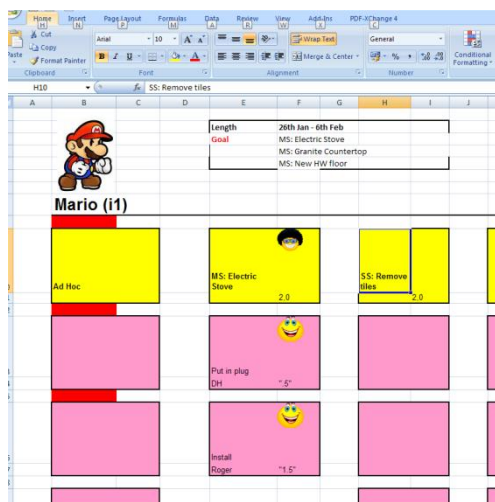 Home Insert Page Layout Formulas Data Review View Add-Ins PDF-XChange 4
H N P M A R W X
Paste
Cut
Copy
Format Painter
Arial 10 A A
B I U A
Wrap Text
Merge & Center
General
% ,
Conditional
Formatting
Clipboard Font Alignment Number
H10 fx SS: Remove tiles
A B C D E F G H I
Length 26th Jan - 6th Feb
Goal MS: Electric Stove
MS: Granite Countertop
MS: New HW floor
Mario (i1)
Ad Hoc
MS: Electric
Stove
2.0
SS: Remove
tiles
2.0
Put in plug
DH ".5"
Install
Roger "1.5"